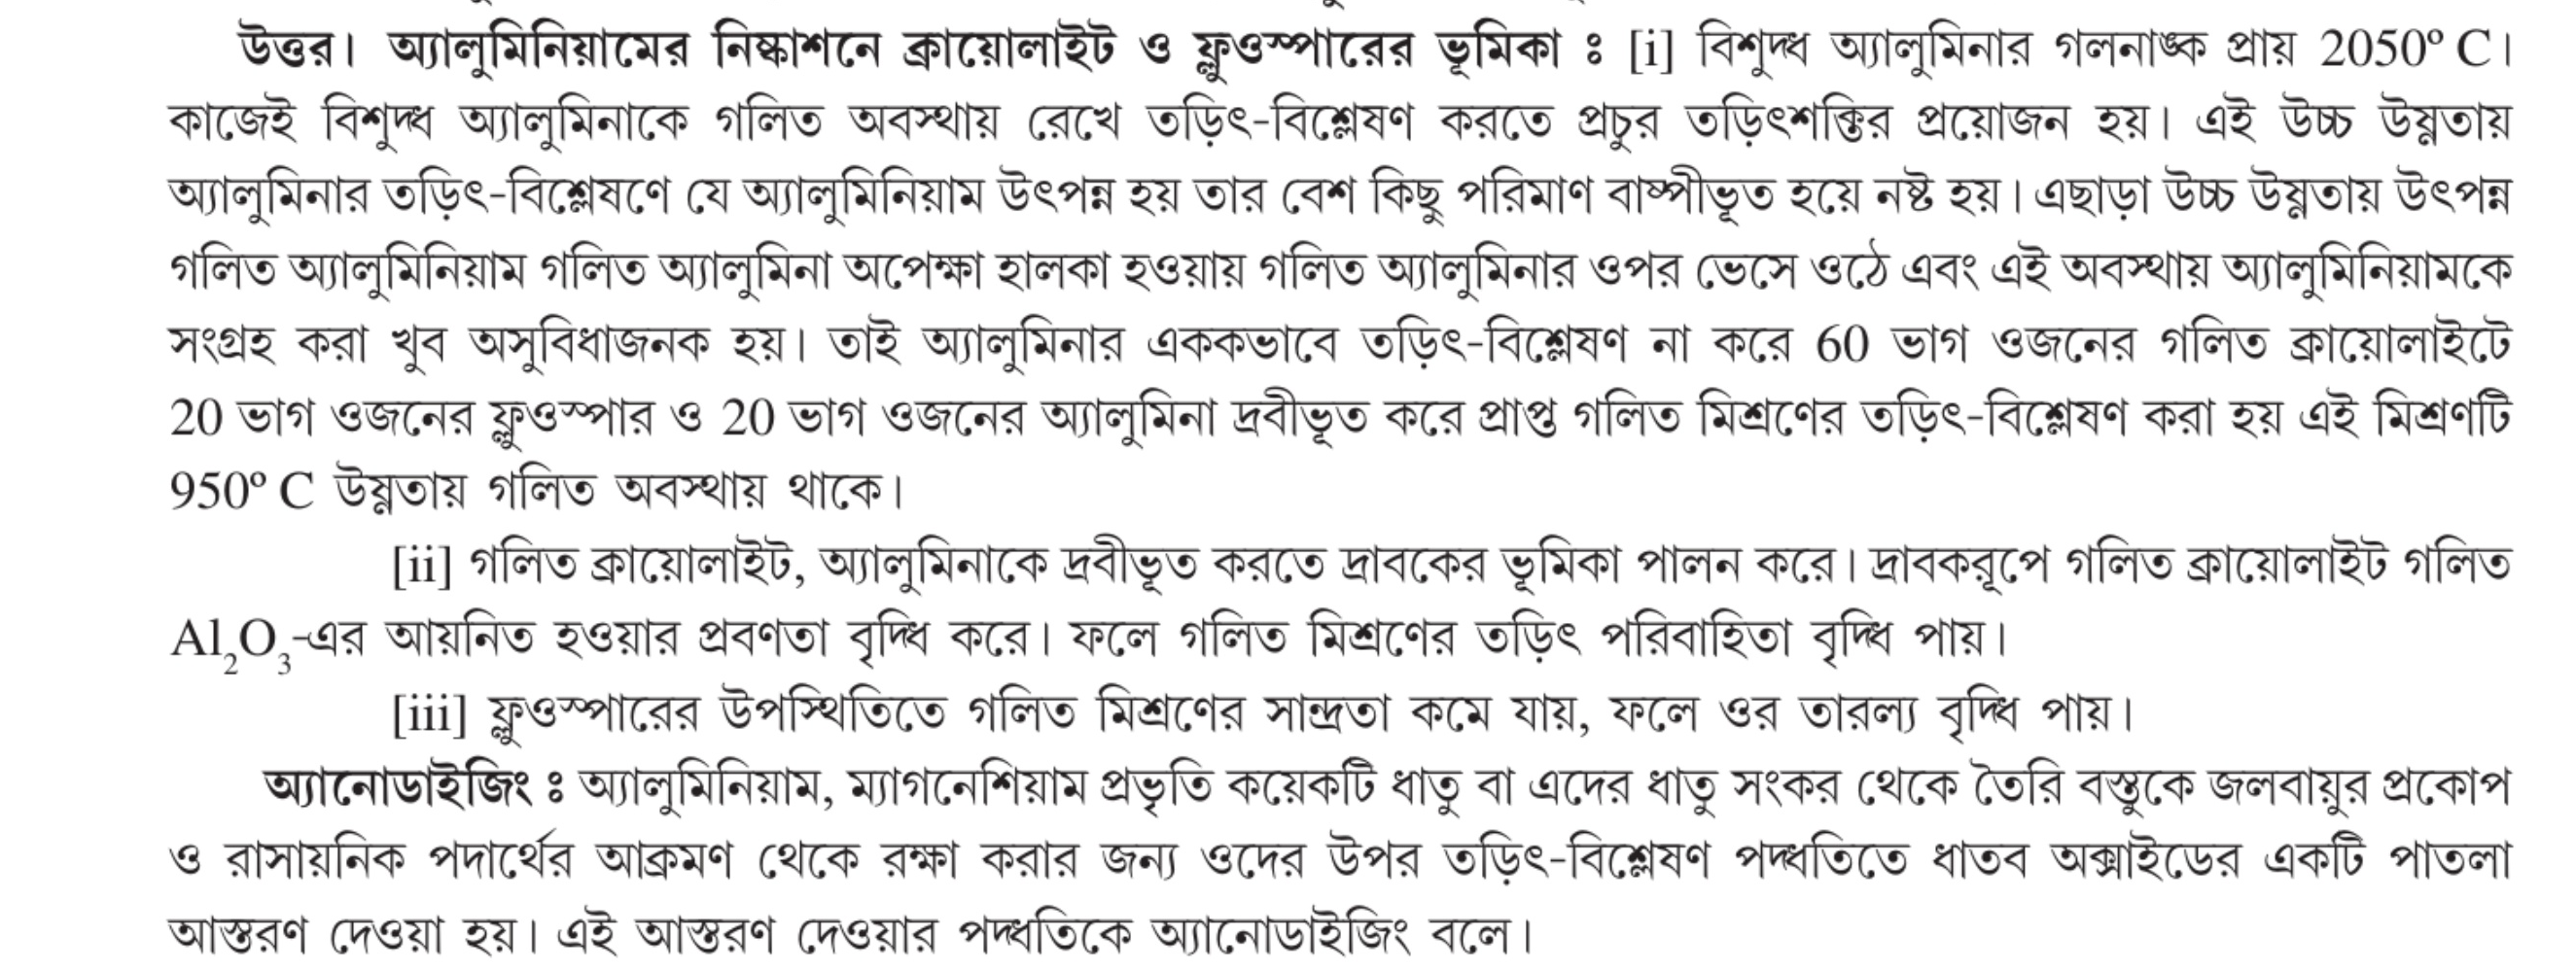 উত্তর। অ্যালুমিনিয়ামের নিষ্কাশনে ক্রায়োলাইট ও ফ্লুওস্পারের ভূমিকা ঃ [i] বিশুদ্ধ অ্যালুমিনার গলনাঙ্ক প্রায় 2050° C।
কাজেই বিশুদ্ধ অ্যালুমিনাকে গলিত অবস্থায় রেখে তড়িৎ-বিশ্লেষণ করতে প্রচুর তড়িৎশক্তির প্রয়োজন হয়। এই উচ্চ উষ্ণতায়
অ্যালুমিনার তড়িৎ-বিশ্লেষণে যে অ্যালুমিনিয়াম উৎপন্ন হয় তার বেশ কিছু পরিমাণ বাষ্পীভূত হয়ে নষ্ট হয়। এছাড়া উচ্চ উষ্ণতায় উৎপন্ন
গলিত অ্যালুমিনিয়াম গলিত অ্যালুমিনা অপেক্ষা হালকা হওয়ায় গলিত অ্যালুমিনার ওপর ভেসে ওঠে এবং এই অবস্থায় অ্যালুমিনিয়ামকে
সংগ্রহ করা খুব অসুবিধাজনক হয়। তাই অ্যালুমিনার এককভাবে তড়িৎ-বিশ্লেষণ না করে 60 ভাগ ওজনের গলিত ক্রায়োলাইটে
20 ভাগ ওজনের ফ্লুওস্পার ও 20 ভাগ ওজনের অ্যালুমিনা দ্রবীভূত করে প্রাপ্ত গলিত মিশ্রণের তড়িৎ-বিশ্লেষণ করা হয় এই মিশ্রণটি
950° C উষ্ণতায় গলিত অবস্থায় থাকে।
[ii] গলিত ক্রায়োলাইট, অ্যালুমিনাকে দ্রবীভূত করতে দ্রাবকের ভূমিকা পালন করে। দ্রাবকরূপে গলিত ক্রায়োলাইট গলিত
Al₂O₃-এর আয়নিত হওয়ার প্রবণতা বৃদ্ধি করে। ফলে গলিত মিশ্রণের তড়িৎ পরিবাহিতা বৃদ্ধি পায়।
[iii] ফ্লুওস্পারের উপস্থিতিতে গলিত মিশ্রণের সান্দ্রতা কমে যায়, ফলে ওর তারল্য বৃদ্ধি পায়।
অ্যানোডাইজিং ঃ অ্যালুমিনিয়াম, ম্যাগনেশিয়াম প্রভৃতি কয়েকটি ধাতু বা এদের ধাতু সংকর থেকে তৈরি বস্তুকে জলবায়ুর প্রকোপ
ও রাসায়নিক পদার্থের আক্রমণ থেকে রক্ষা করার জন্য ওদের উপর তড়িৎ-বিশ্লেষণ পদ্ধতিতে ধাতব অক্সাইডের একটি পাতলা
আস্তরণ দেওয়া হয়। এই আস্তরণ দেওয়ার পদ্ধতিকে অ্যানোডাইজিং বলে।